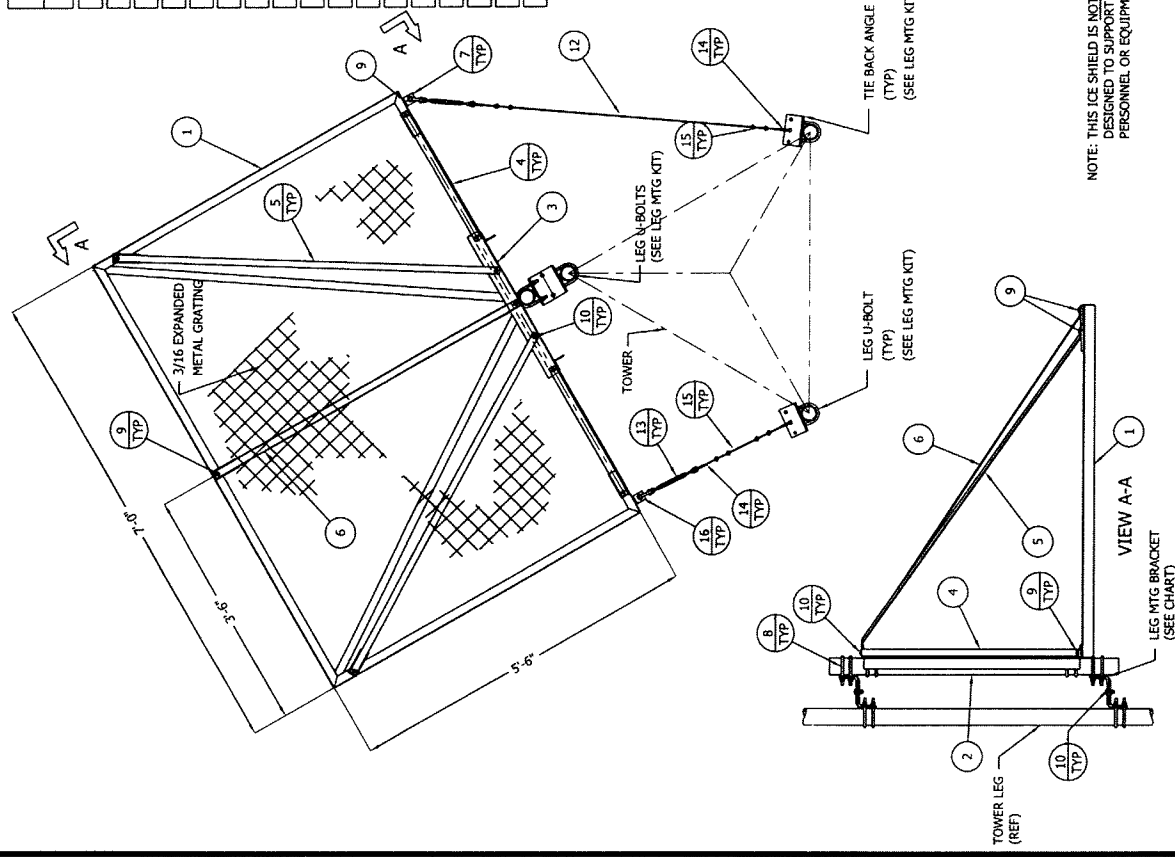 A
A
7
TYP
9
1
12
14
TYP
15
TYP
TIE BACK ANGLE
(TYP)
(SEE LEG MTG KI
4
TYP
5
TYP
3
LEG U-BOLTS
(SEE LEG MTG KIT)
3/16 EXPANDED
METAL GRATING
10
TYP
TOWER
9
TYP
6
7'-0"
3'-6"
5'-6"
13
TYP
15
TYP
14
TYP
16
TYP
LEG U-BOLT
(TYP)
(SEE LEG MTG KIT)
NOTE: THIS ICE SHIELD IS NOT
DESIGNED TO SUPPORT
PERSONNEL OR EQUIPM
9
6
1
5
VIEW A-A
4
9
TYP
10
TYP
8
TYP
2
10
TYP
LEG MTG BRACKET
(SEE CHART)
TOWER LEG
(REF)